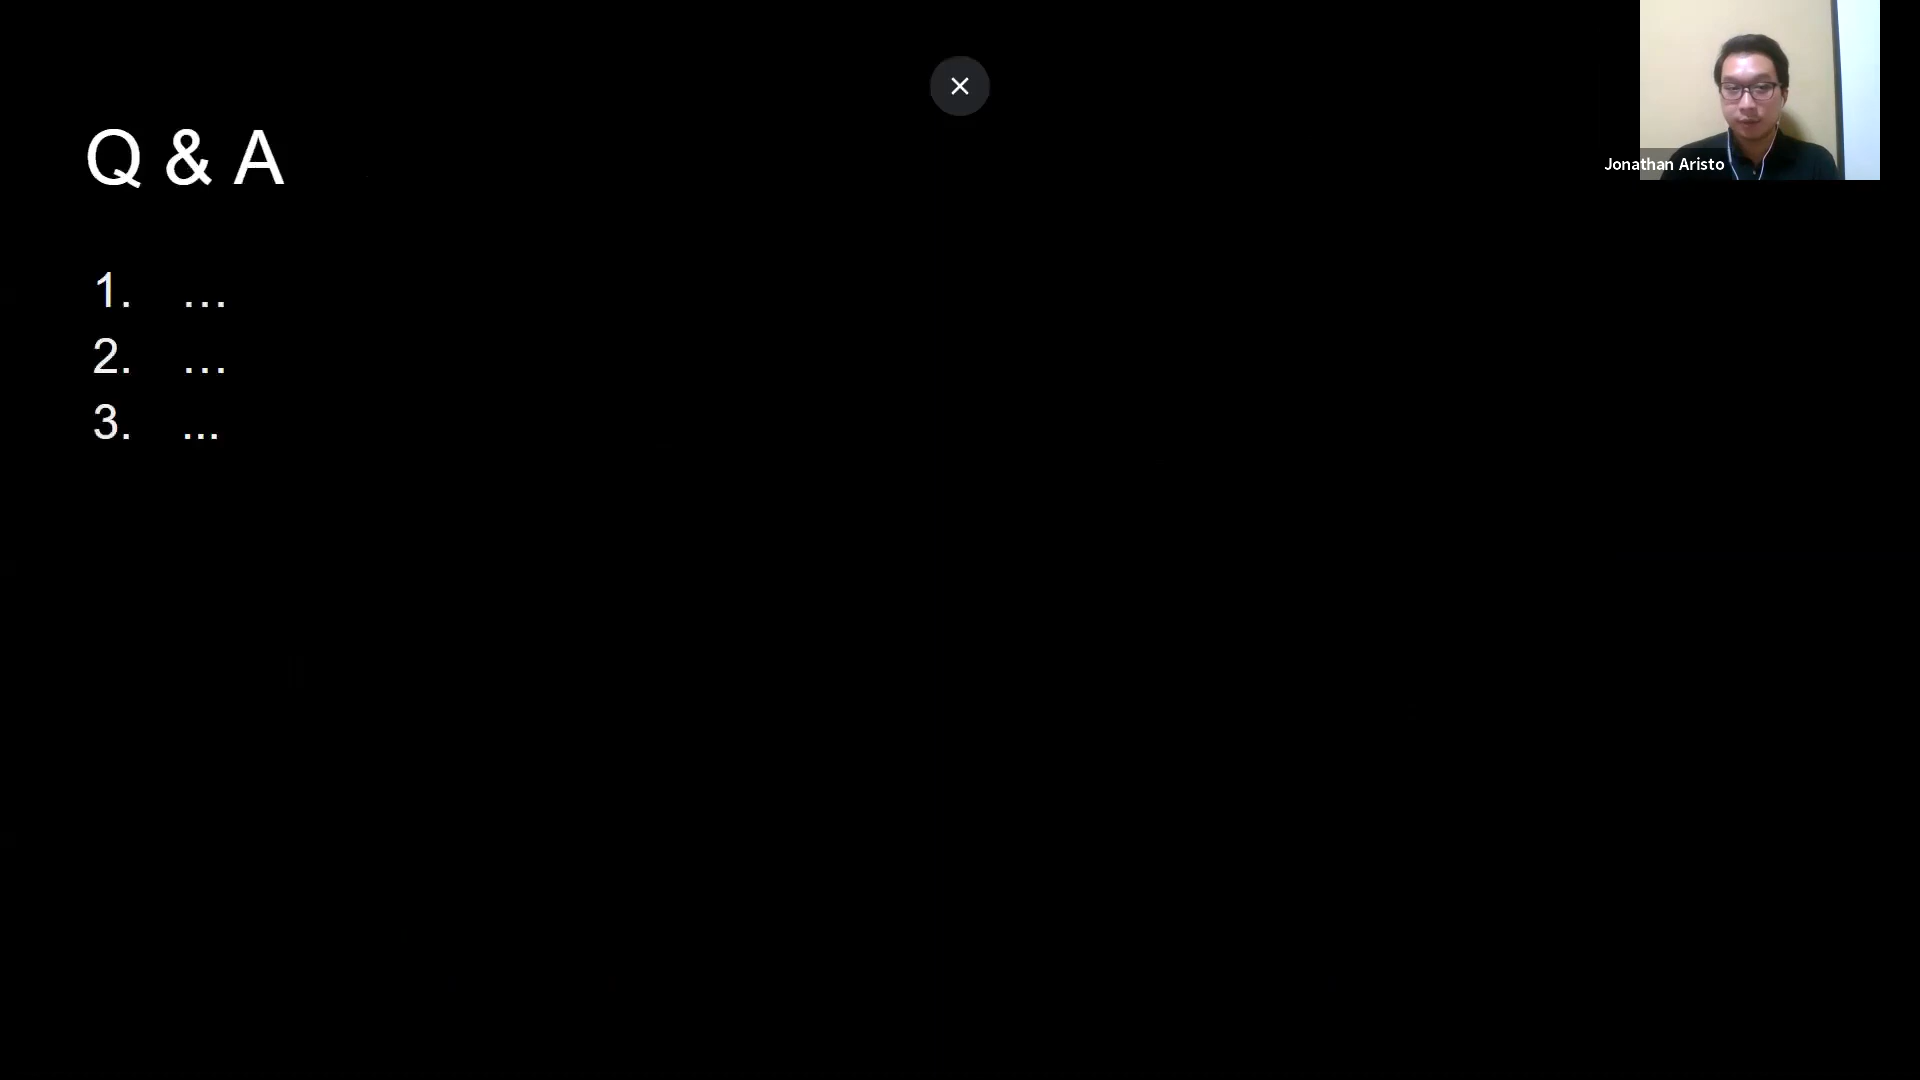 Q & A
1. …
2. …
3. ...
Jonathan Aristo